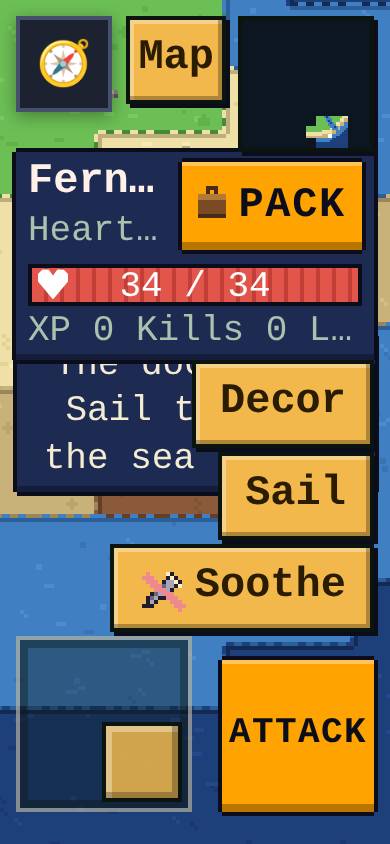 Map
Fern…
PACK
Heart…
34 / 34
XP 0 Kills 0 L…
Decor
Sail t
Sail
the sea
Soothe
ATTACK